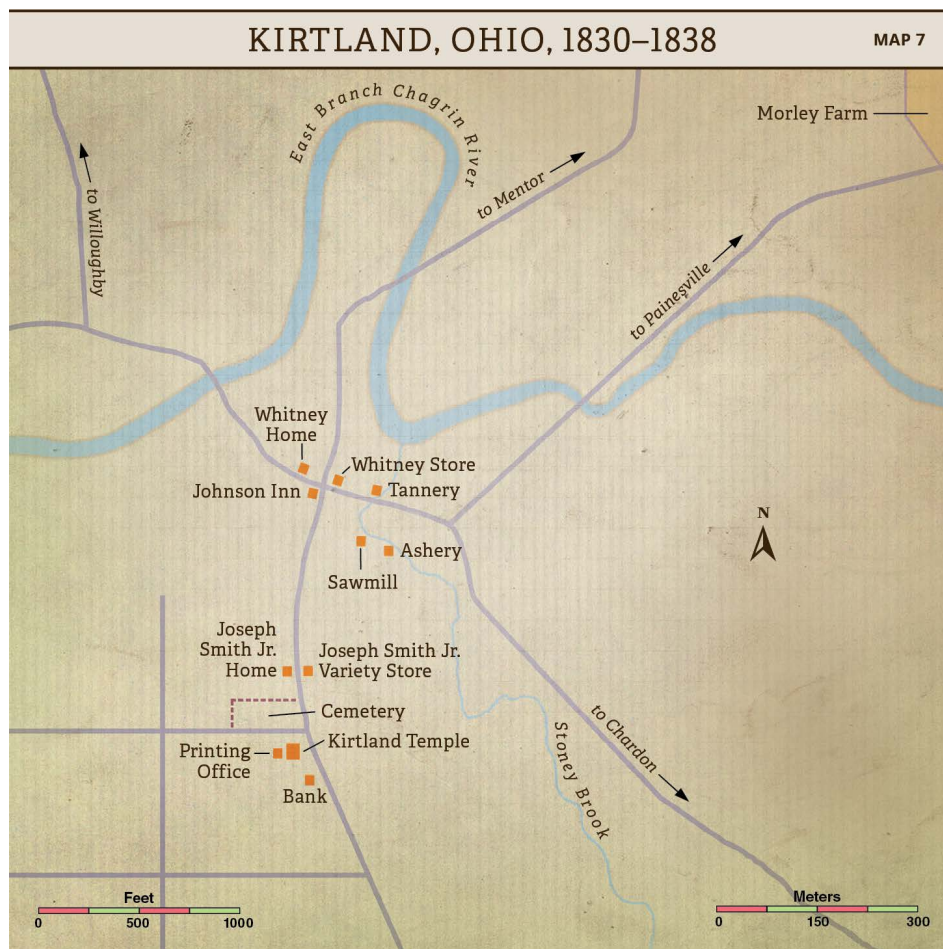 KIRTLAND, OHIO, 1830–1838
MAP 7
East Branch Chagrin River
Morley Farm
to Willoughby
to Mentor
to Painesville
Whitney
Home
Whitney Store
Johnson Inn
Tannery
N
Ashery
Sawmill
Joseph
Smith Jr.
Home
Joseph Smith Jr.
Variety Store
Cemetery
to Chardon
Stoney Brook
Kirtland Temple
Printing
Office
Bank
Feet
0 500 1000
Meters
0 150 300